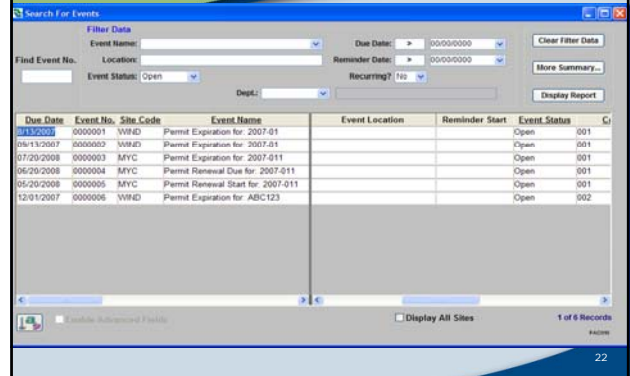 Search For Events
Filter Data
Event Name:
Due Date: > 00/00/0000
Clear Filter Data
Find Event No.
Location:
Reminder Date: > 00/00/0000
More Summary...
Event Status: Open
Recurring? No
Dept.:
Display Report
Due Date Event No. Site Code Event Name Event Location Reminder Start Event Status
8/13/2007 0000001 WIND Permit Expiration for: 2007-01 Open 001
09/13/2007 0000002 WIND Permit Expiration for: 2007-01 Open 001
07/20/2008 0000003 MYC Permit Expiration for: 2007-011 Open 001
06/20/2008 0000004 MYC Permit Renewal Due for: 2007-011 Open 001
05/20/2008 0000005 MYC Permit Renewal Start for: 2007-011 Open 001
12/01/2007 0000006 WIND Permit Expiration for: ABC123 Open 002
Enable Advanced Fields
Display All Sites
1 of 6 Records
22